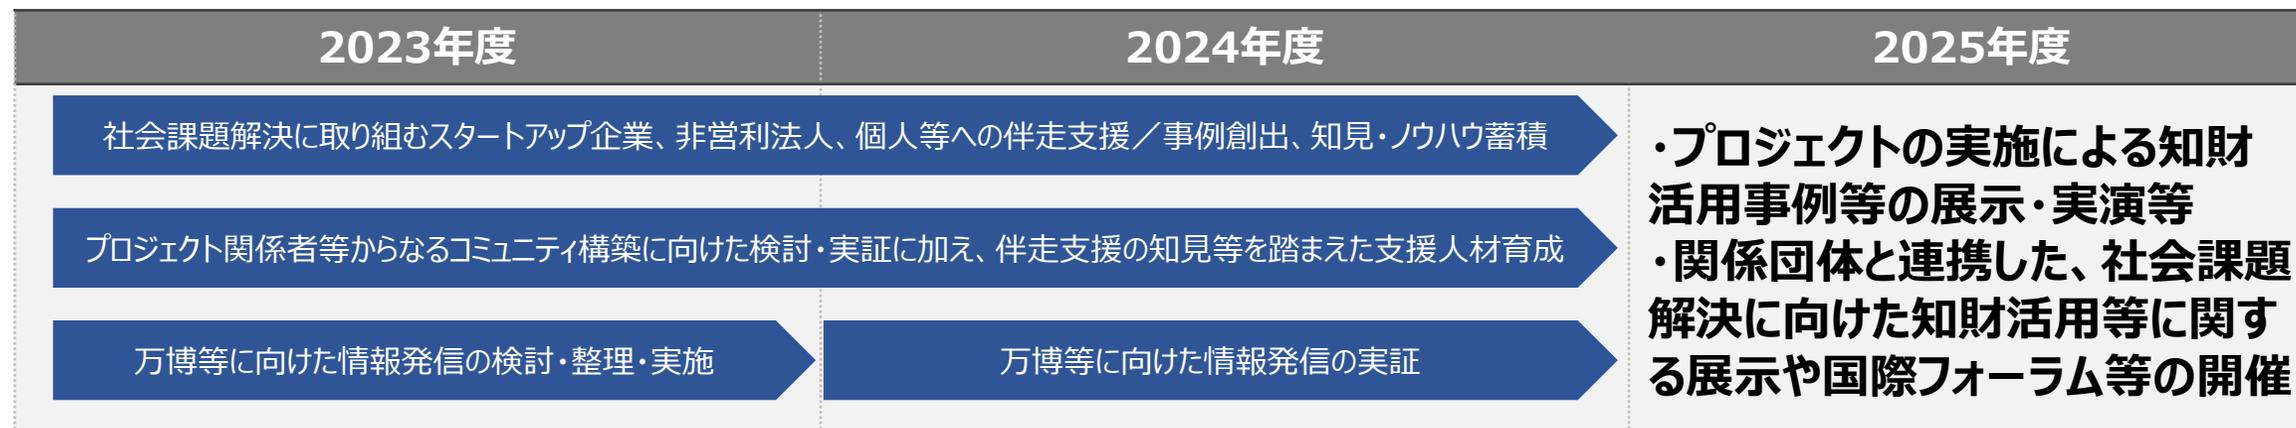 2023年度
2024年度
2025年度
社会課題解決に取り組むスタートアップ企業、非営利法人、個人等への伴走支援／事例創出、知見・ノウハウ蓄積
プロジェクト関係者等からなるコミュニティ構築に向けた検討・実証に加え、伴走支援の知見等を踏まえた支援人材育成
万博等に向けた情報発信の検討・整理・実施
万博等に向けた情報発信の実証
・プロジェクトの実施による知財
活用事例等の展示・実演等
・関係団体と連携した、社会課題
解決に向けた知財活用等に関す
る展示や国際フォーラム等の開催